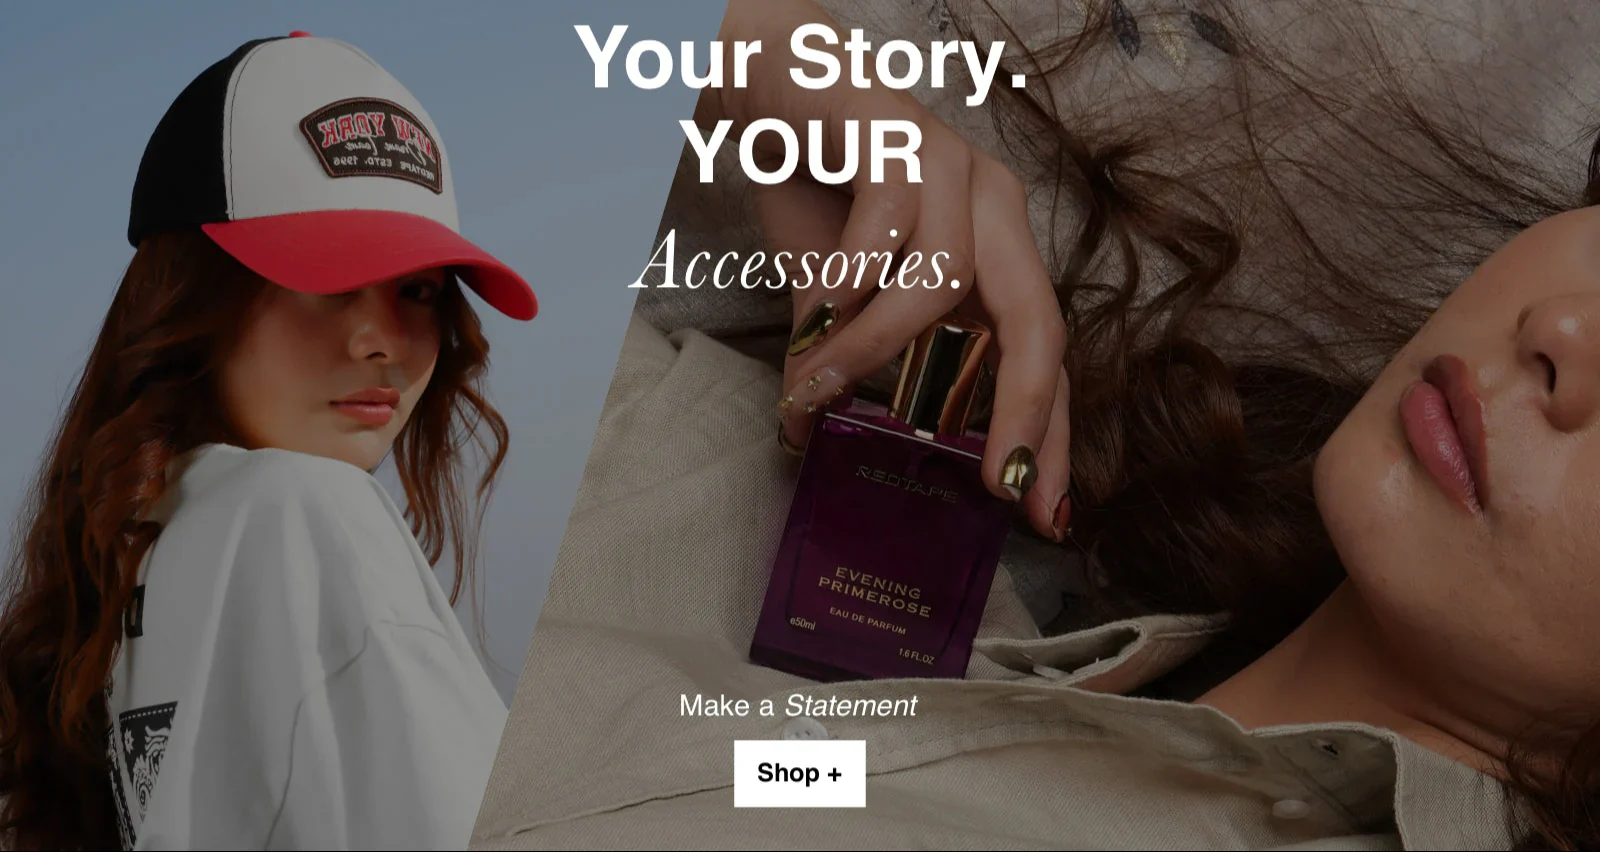 Your Story.
YOUR
Accessories.
NEW YORK
ESTD. 1996
REDTAPE
REDTAPE
EVENING
PRIMEROSE
EAU DE PARFUM
e50ml
1.6 FL.OZ
Make a Statement
Shop +